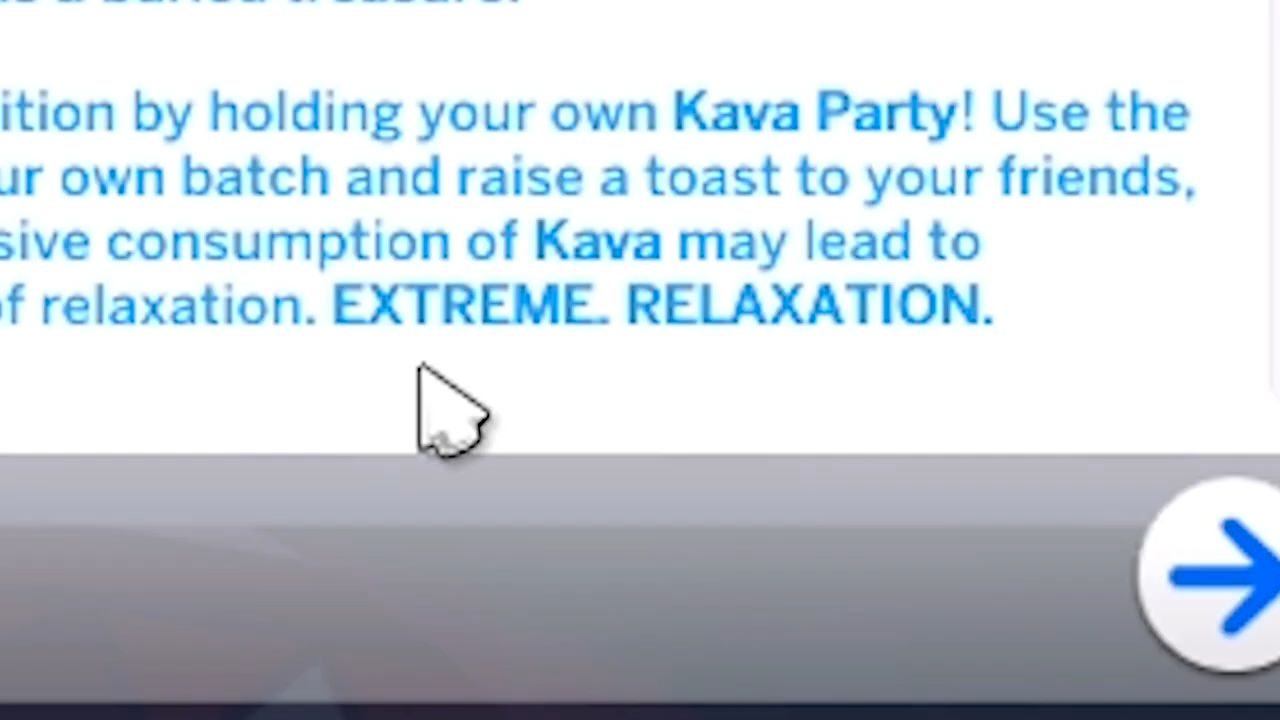 ition by holding your own Kava Party! Use the
ur own batch and raise a toast to your friends,
sive consumption of Kava may lead to
of relaxation. EXTREME. RELAXATION.